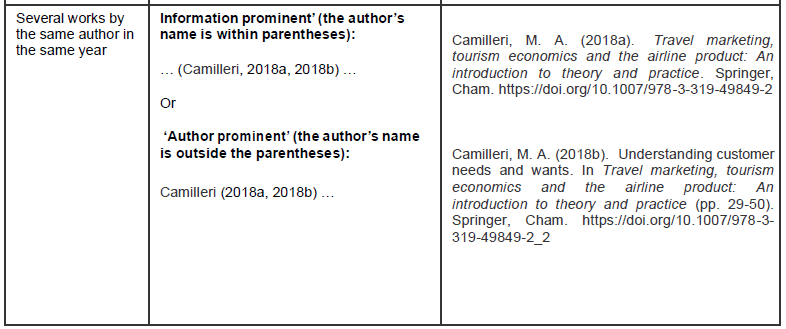 Several works by
the same author in
the same year
Information prominent’ (the author’s
name is within parentheses):
… (Camilleri, 2018a, 2018b) …
Or
‘Author prominent’ (the author’s name
is outside the parentheses):
Camilleri (2018a, 2018b) …
Camilleri, M. A. (2018a). Travel marketing,
tourism economics and the airline product: An
introduction to theory and practice. Springer,
Cham. https://doi.org/10.1007/978-3-319-49849-2
Camilleri, M. A. (2018b). Understanding customer
needs and wants. In Travel marketing, tourism
economics and the airline product: An
introduction to theory and practice (pp. 29-50).
Springer, Cham. https://doi.org/10.1007/978-3-
319-49849-2_2